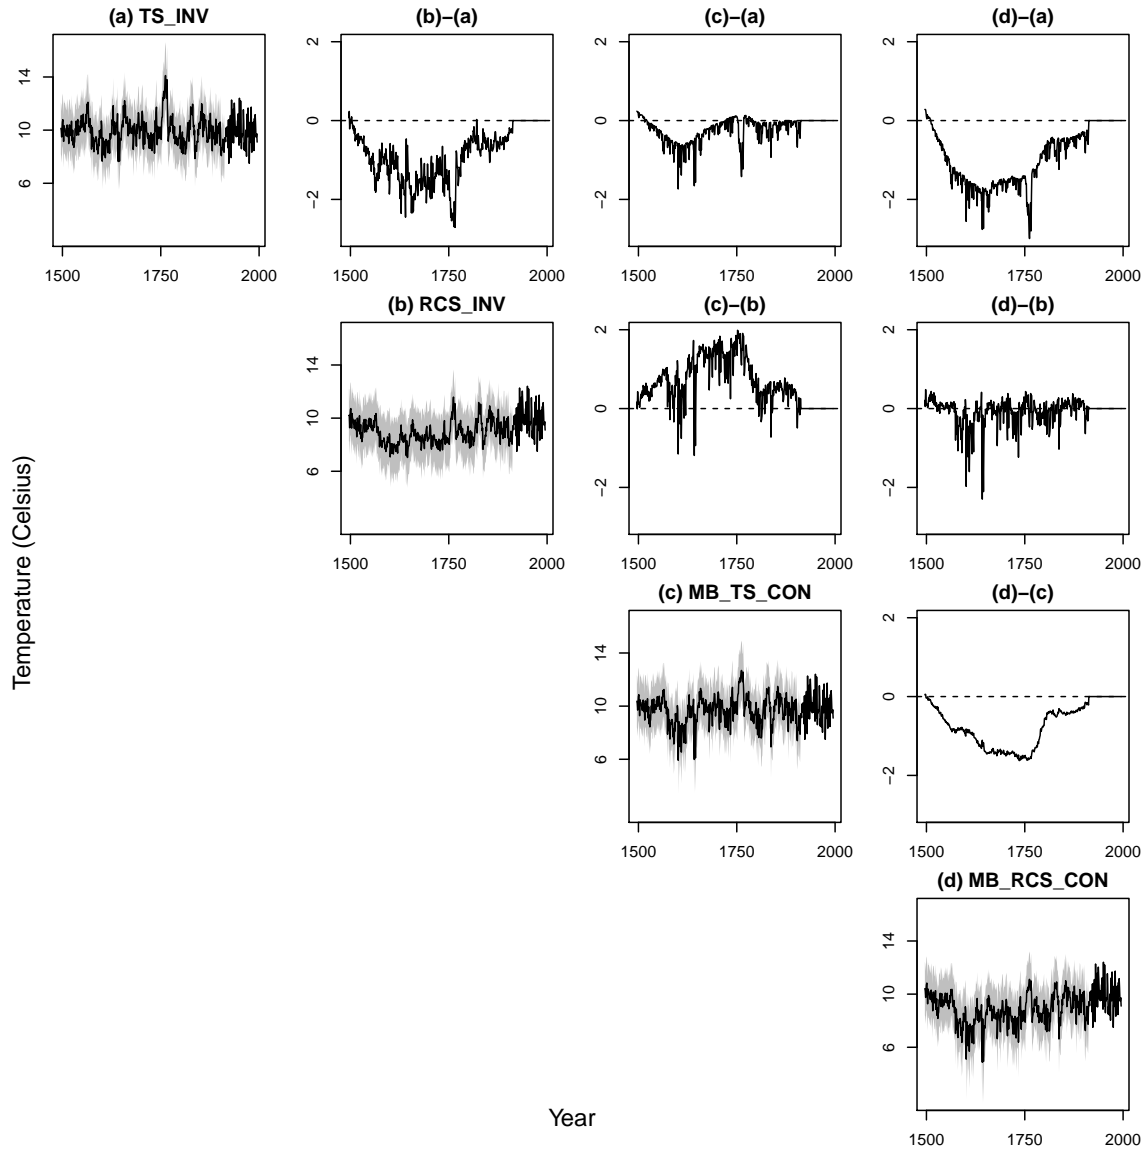 (a) TS_INV
(b)–(a)
(c)–(a)
(d)–(a)
6 10 14
−2 0 2
−2 0 2
−2 0 2
1500 1750 2000
1500 1750 2000
1500 1750 2000
1500 1750 2000
(b) RCS_INV
(c)–(b)
(d)–(b)
6 10 14
−2 0 2
−2 0 2
1500 1750 2000
1500 1750 2000
1500 1750 2000
Temperature (Celsius)
(c) MB_TS_CON
(d)–(c)
6 10 14
−2 0 2
1500 1750 2000
1500 1750 2000
(d) MB_RCS_CON
6 10 14
1500 1750 2000
Year